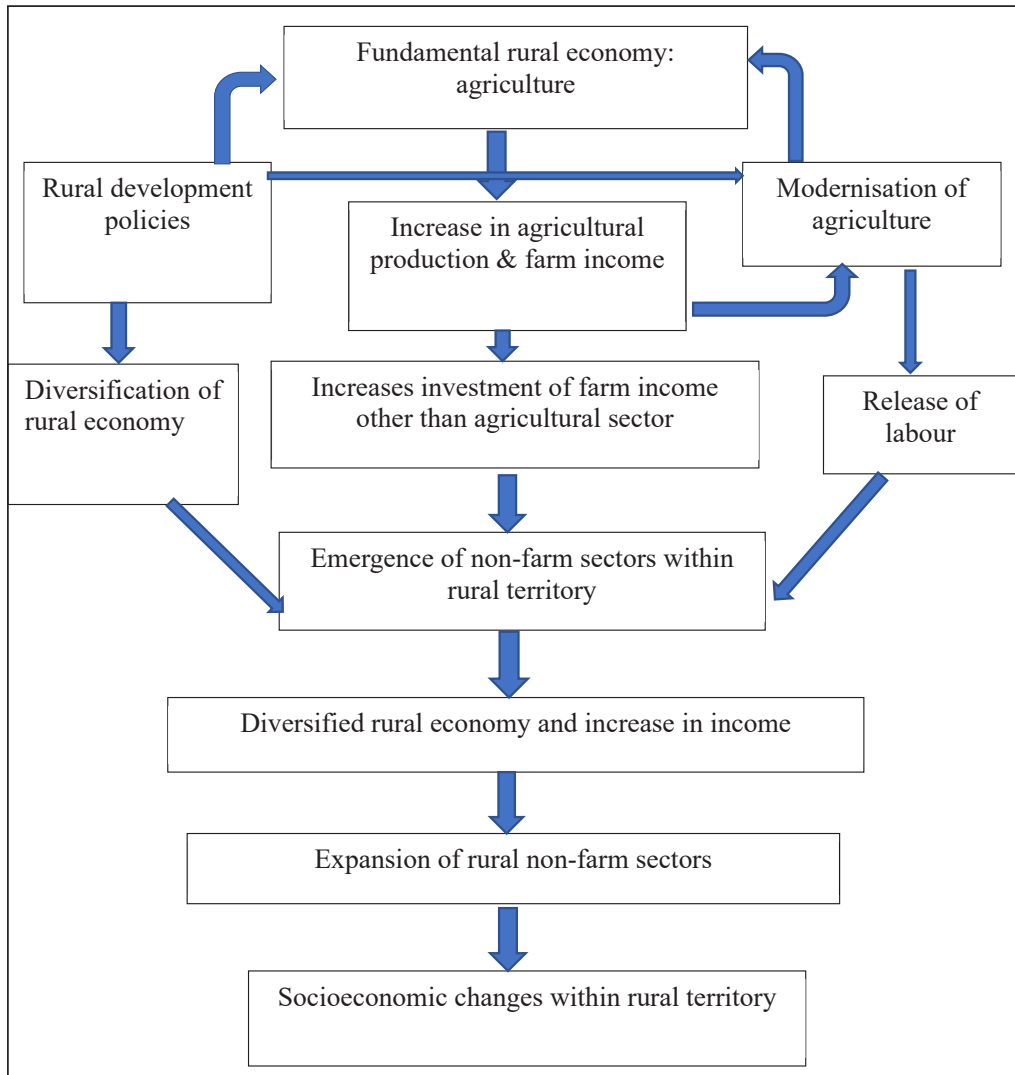 Fundamental rural economy:
agriculture
Rural development
policies
Modernisation of
agriculture
Increase in agricultural
production & farm income
Diversification of
rural economy
Increases investment of farm income
other than agricultural sector
Release of
labour
Emergence of non-farm sectors within
rural territory
Diversified rural economy and increase in income
Expansion of rural non-farm sectors
Socioeconomic changes within rural territory